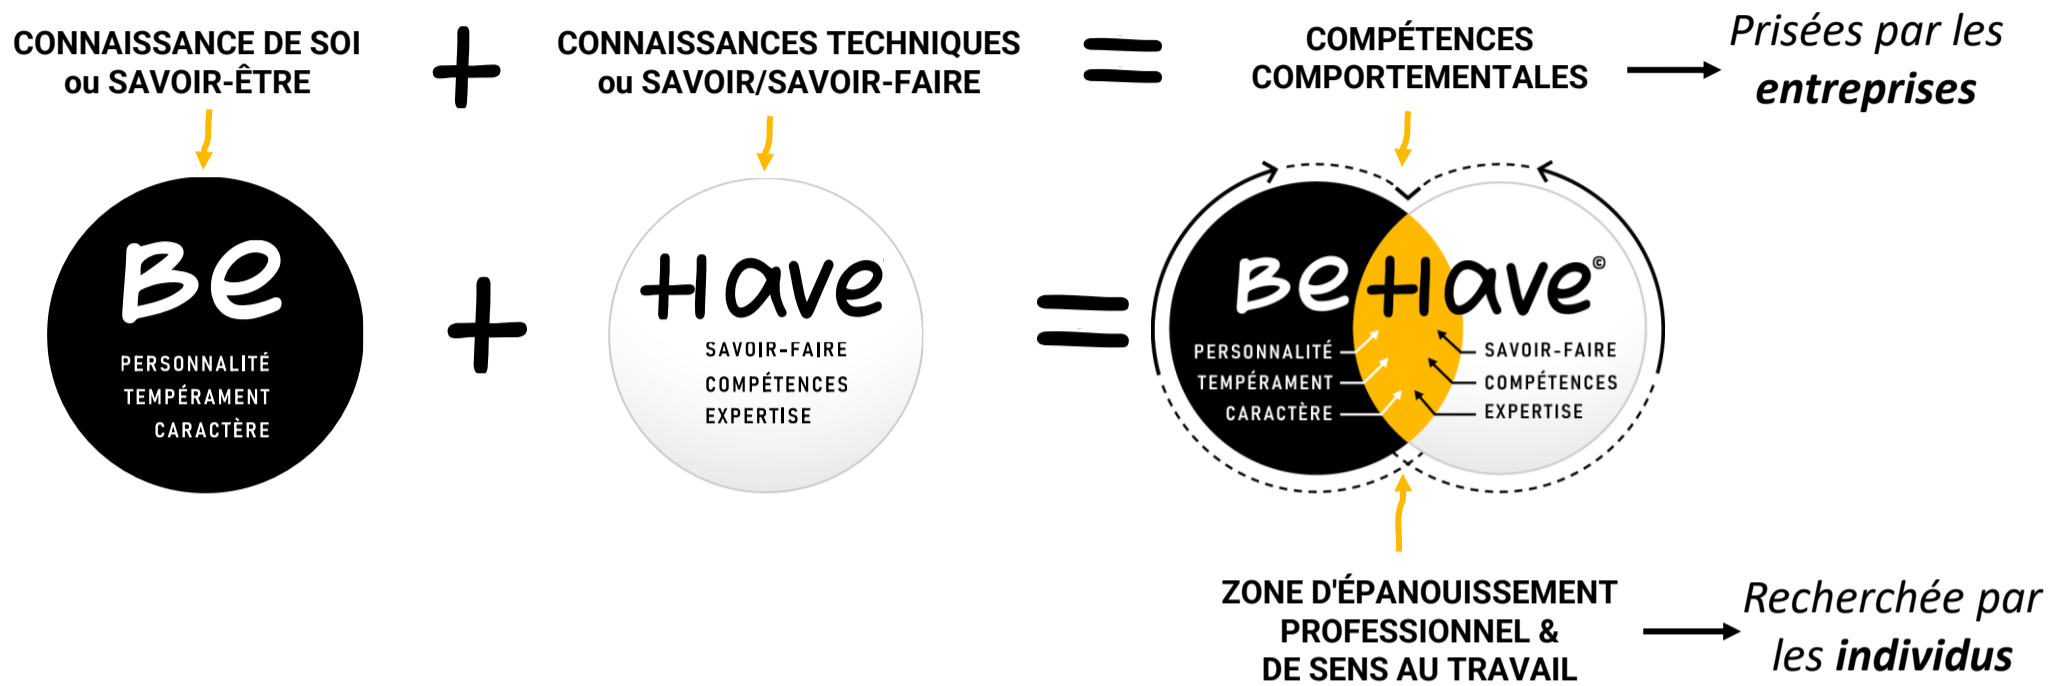 CONNAISSANCE DE SOI
ou SAVOIR-ÊTRE
+
CONNAISSANCES TECHNIQUES
ou SAVOIR/SAVOIR-FAIRE
=
COMPÉTENCES
COMPORTEMENTALES
Prisées par les
entreprises
Be
PERSONNALITÉ
TEMPÉRAMENT
CARACTÈRE
+
Have
SAVOIR-FAIRE
COMPÉTENCES
EXPERTISE
=
BeHave©
PERSONNALITÉ
TEMPÉRAMENT
CARACTÈRE
SAVOIR-FAIRE
COMPÉTENCES
EXPERTISE
ZONE D'ÉPANOUISSEMENT
PROFESSIONNEL &
DE SENS AU TRAVAIL
Recherchée par
les individus